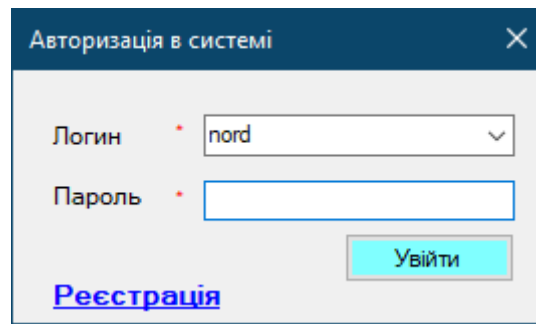 Авторизація в системі
Логин * nord
Пароль *
Увійти
Реєстрація